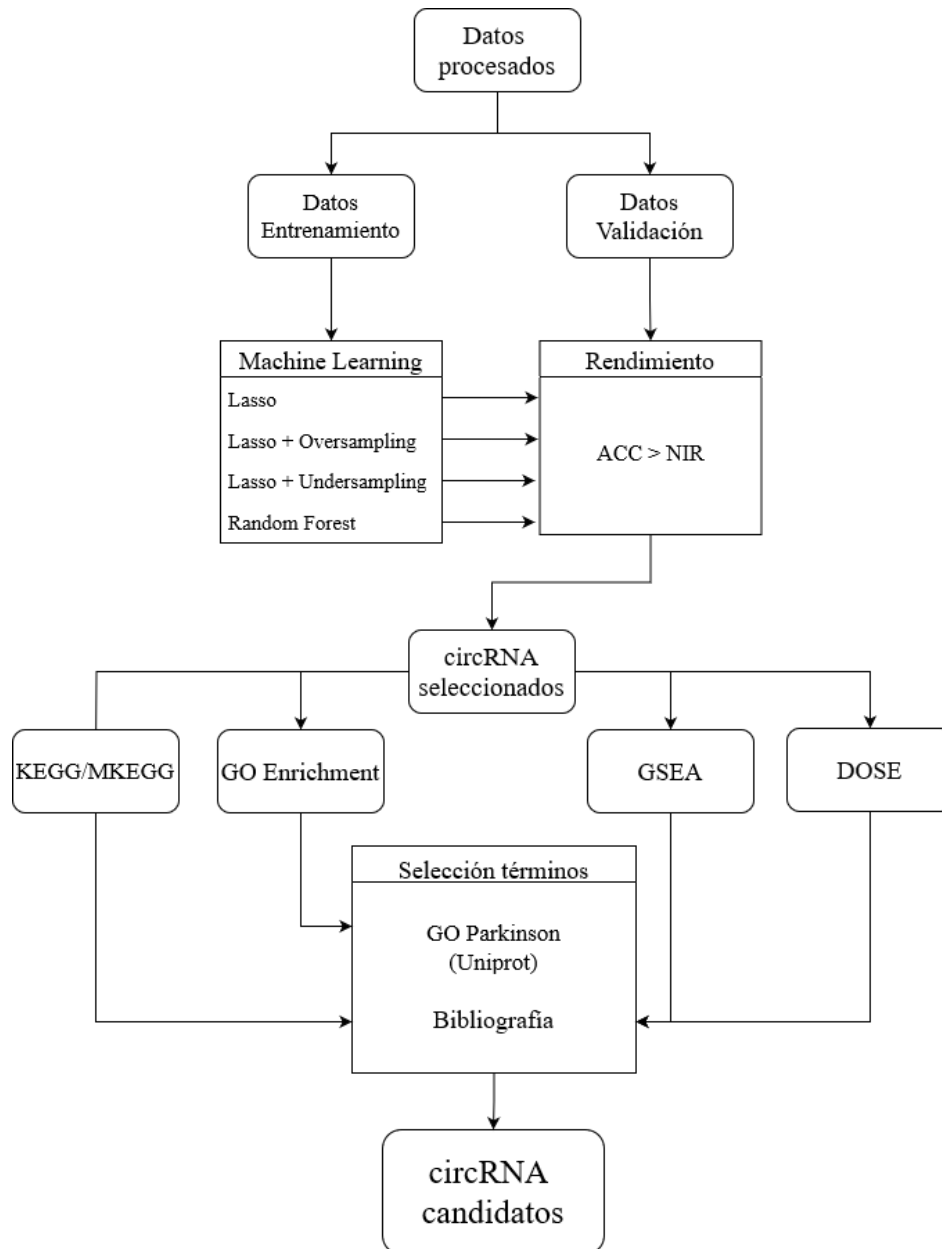 Datos
procesados
Datos
Entrenamiento
Datos
Validación
Machine Learning
Lasso
Lasso + Oversampling
Lasso + Undersampling
Random Forest
Rendimiento
ACC > NIR
circRNA
seleccionados
KEGG/MKEGG
GO Enrichment
GSEA
DOSE
Selección términos
GO Parkinson
(Uniprot)
Bibliografía
circRNA
candidatos